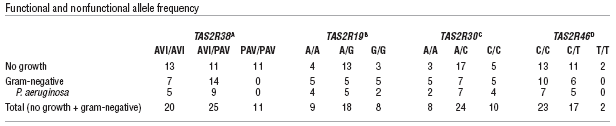 Functional and nonfunctional allele frequency
TAS2R38A TAS2R19B TAS2R30C TAS2R46D
AVI/AVI AVI/PAV PAV/PAV A/A A/G G/G A/A A/C C/C C/C C/T T/T
No growth 13 11 11 4 13 3 3 17 5 13 11 2
Gram-negative 7 14 0 5 5 5 5 7 5 10 6 0
P. aeruginosa 5 9 0 4 5 2 2 7 4 7 5 0
Total (no growth + gram-negative) 20 25 11 9 18 8 8 24 10 23 17 2